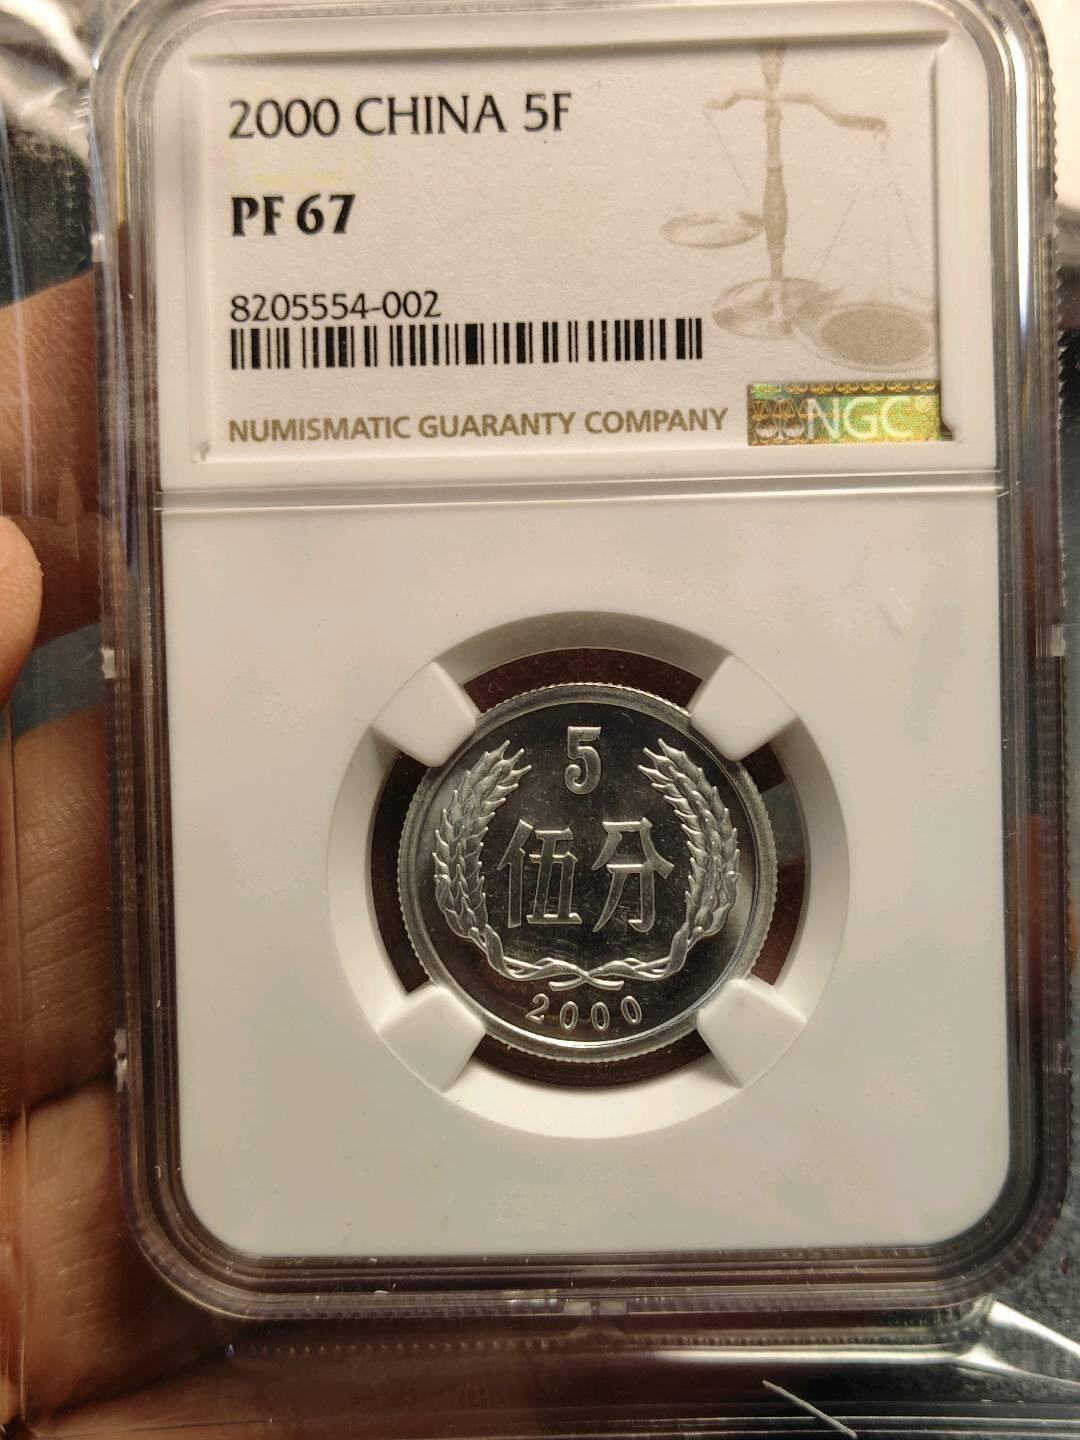 2000 CHINA 5F
PF 67
8205554-002
NUMISMATIC GUARANTY COMPANY
NGC
5
伍分
2000